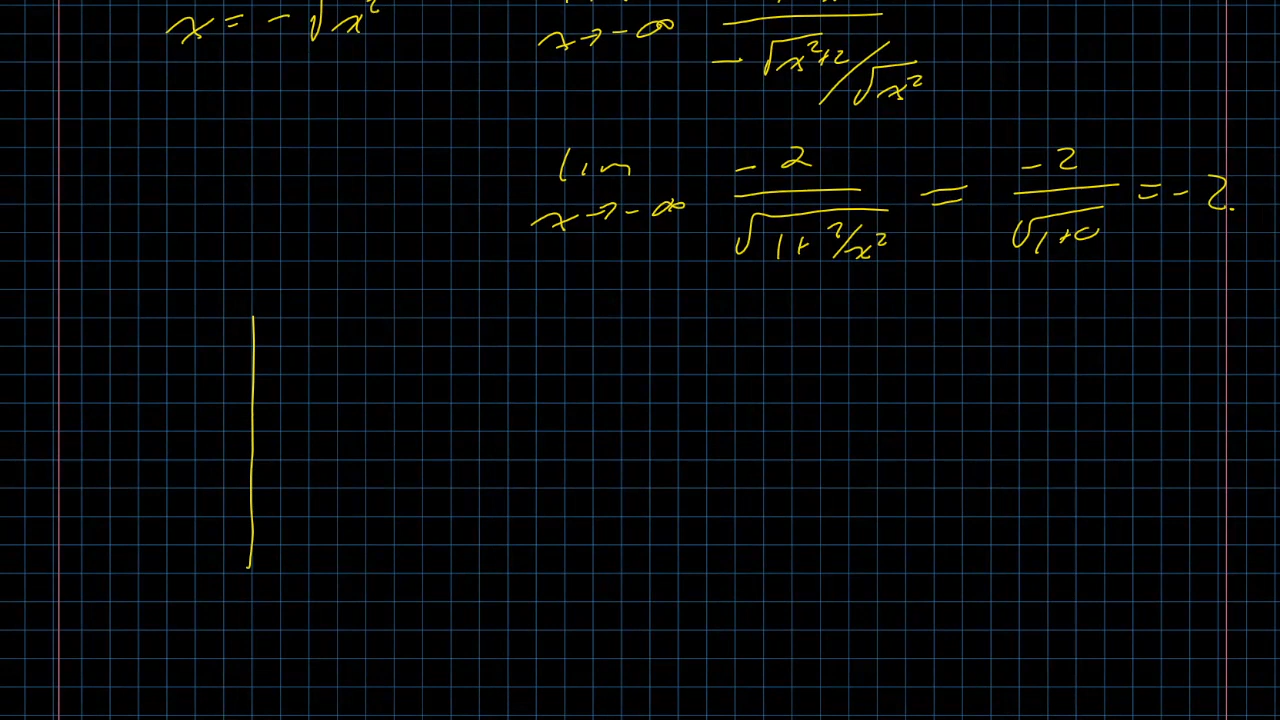 x = - √x²
x → -∞ - √x²+2 / √x²
lim x → -∞ -2 / √1 + 2/x² = -2 / √1+0 = - 2.